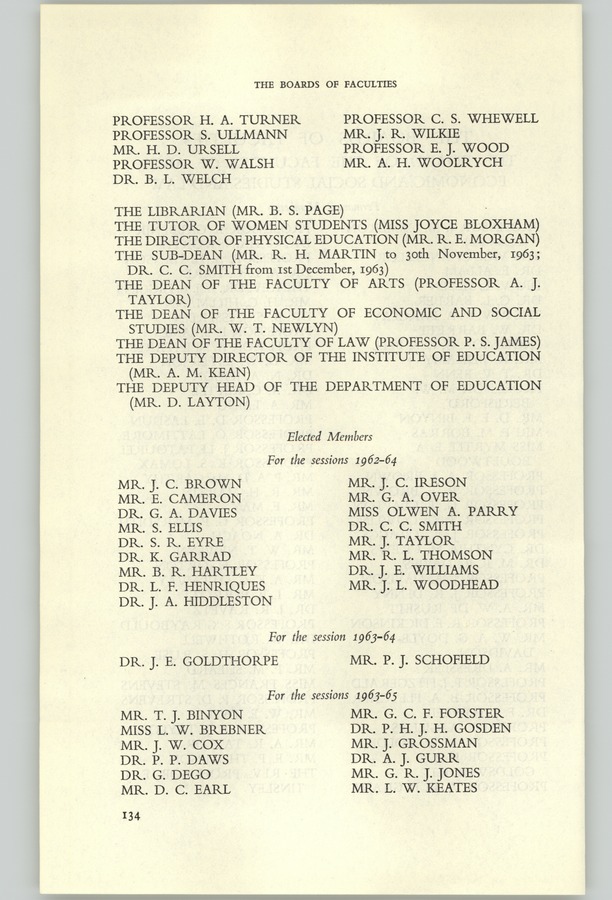 THE BOARDS OF FACULTIES
PROFESSOR H. A. TURNER
PROFESSOR S. ULLMANN
MR. H. D. URSELL
PROFESSOR W. WALSH
DR. B. L. WELCH
PROFESSOR C. S. WHEWELL
MR. J. R. WILKIE
PROFESSOR E. J. WOOD
MR. A. H. WOOLRYCH
THE LIBRARIAN (MR. B. S. PAGE)
THE TUTOR OF WOMEN STUDENTS (MISS JOYCE BLOXHAM)
THE DIRECTOR OF PHYSICAL EDUCATION (MR. R. E. MORGAN)
THE SUB-DEAN (MR. R. H. MARTIN to 30th November, 1963;
DR. C. C. SMITH from 1st December, 1963)
THE DEAN OF THE FACULTY OF ARTS (PROFESSOR A. J.
TAYLOR)
THE DEAN OF THE FACULTY OF ECONOMIC AND SOCIAL
STUDIES (MR. W. T. NEWLYN)
THE DEAN OF THE FACULTY OF LAW (PROFESSOR P. S. JAMES)
THE DEPUTY DIRECTOR OF THE INSTITUTE OF EDUCATION
(MR. A. M. KEAN)
THE DEPUTY HEAD OF THE DEPARTMENT OF EDUCATION
(MR. D. LAYTON)
Elected Members
For the sessions 1962-64
MR. J. C. BROWN
MR. E. CAMERON
DR. G. A. DAVIES
MR. S. ELLIS
DR. S. R. EYRE
DR. K. GARRAD
MR. B. R. HARTLEY
DR. L. F. HENRIQUES
DR. J. A. HIDDLESTON
MR. J. C. IRESON
MR. G. A. OVER
MISS OLWEN A. PARRY
DR. C. C. SMITH
MR. J. TAYLOR
MR. R. L. THOMSON
DR. J. E. WILLIAMS
MR. J. L. WOODHEAD
For the session 1963-64
DR. J. E. GOLDTHORPE
MR. P. J. SCHOFIELD
For the sessions 1963-65
MR. T. J. BINYON
MISS L. W. BREBNER
MR. J. W. COX
DR. P. P. DAWS
DR. G. DEGO
MR. D. C. EARL
MR. G. C. F. FORSTER
DR. P. H. J. H. GOSDEN
MR. J. GROSSMAN
DR. A. J. GURR
MR. G. R. J. JONES
MR. L. W. KEATES
134